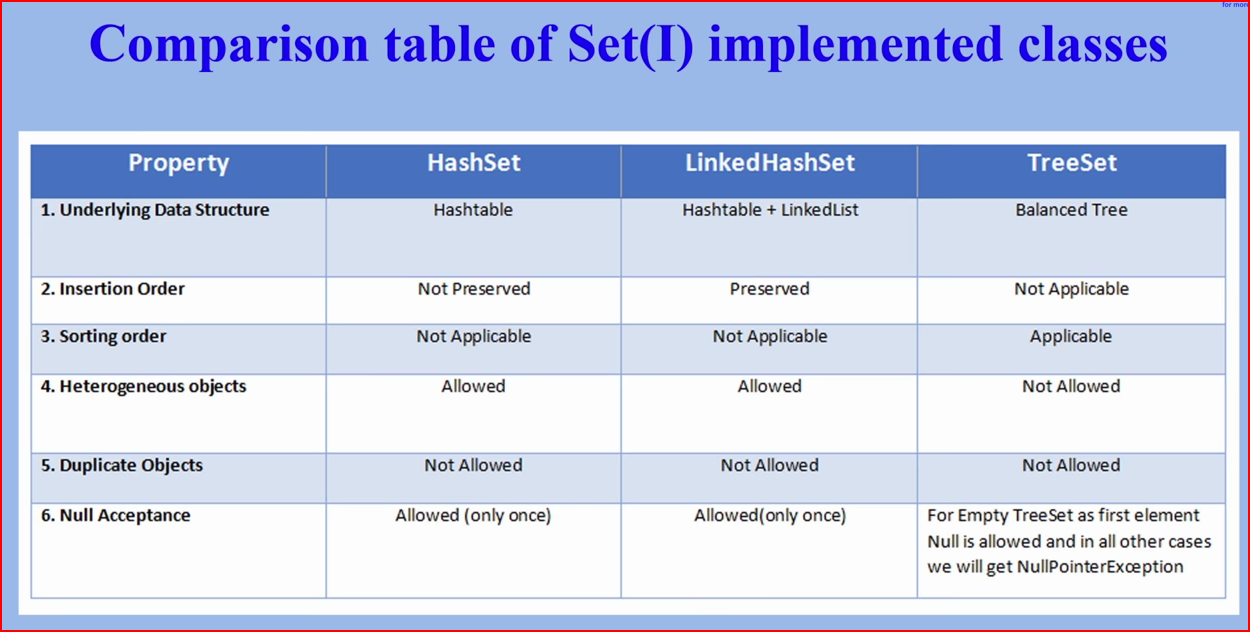 for more
Comparison table of Set(I) implemented classes
Property HashSet LinkedHashSet TreeSet
1. Underlying Data Structure Hashtable Hashtable + LinkedList Balanced Tree
2. Insertion Order Not Preserved Preserved Not Applicable
3. Sorting order Not Applicable Not Applicable Applicable
4. Heterogeneous objects Allowed Allowed Not Allowed
5. Duplicate Objects Not Allowed Not Allowed Not Allowed
6. Null Acceptance Allowed (only once) Allowed(only once) For Empty TreeSet as first element
Null is allowed and in all other cases
we will get NullPointerException